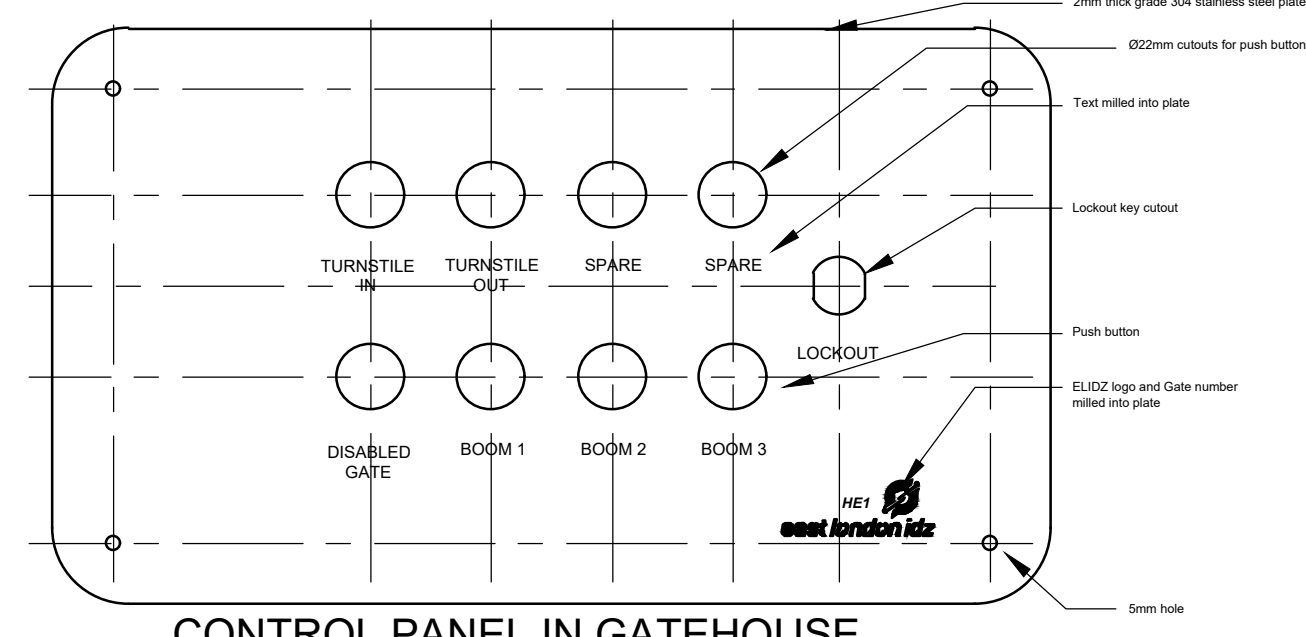 2mm thick grade 304 stainless steel plate
Ø22mm cutouts for push button
Text milled into plate
Lockout key cutout
TURNSTILE
IN
TURNSTILE
OUT
SPARE
SPARE
Push button
LOCKOUT
ELIDZ logo and Gate number
milled into plate
DISABLED
GATE
BOOM 1
BOOM 2
BOOM 3
HE1
east london idz
5mm hole
CONTROL PANEL IN GATEHOUSE